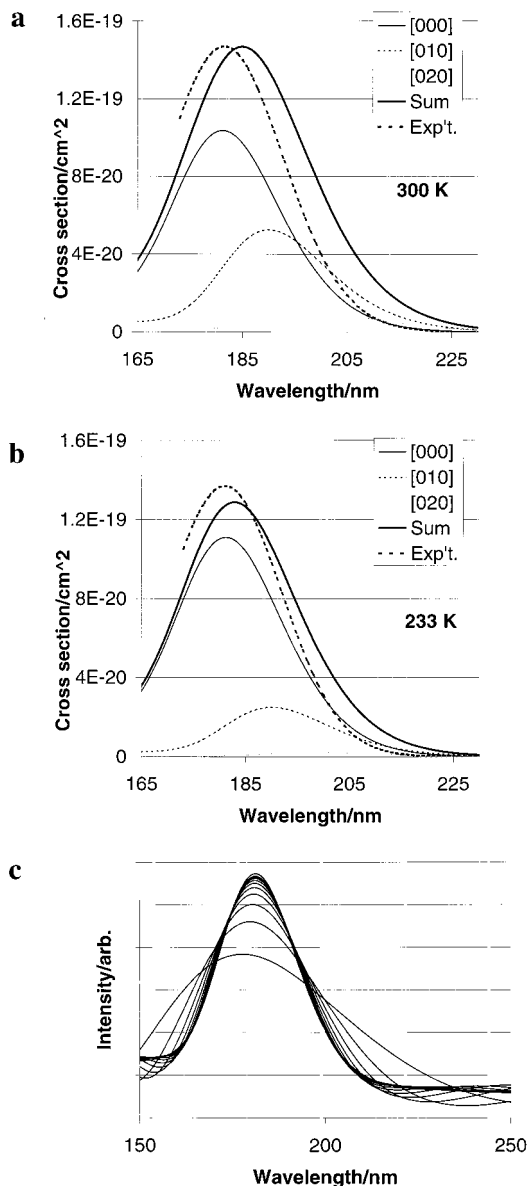 a
1.6E-19
1.2E-19
8E-20
4E-20
0
Cross section/cm^2
[000]
[010]
[020]
Sum
Exp't.
300 K
165
185
205
225
Wavelength/nm
b
1.6E-19
1.2E-19
8E-20
4E-20
0
Cross section/cm^2
[000]
[010]
[020]
Sum
Exp't.
233 K
165
185
205
225
Wavelength/nm
c
Intensity/arb.
150
200
250
Wavelength/nm